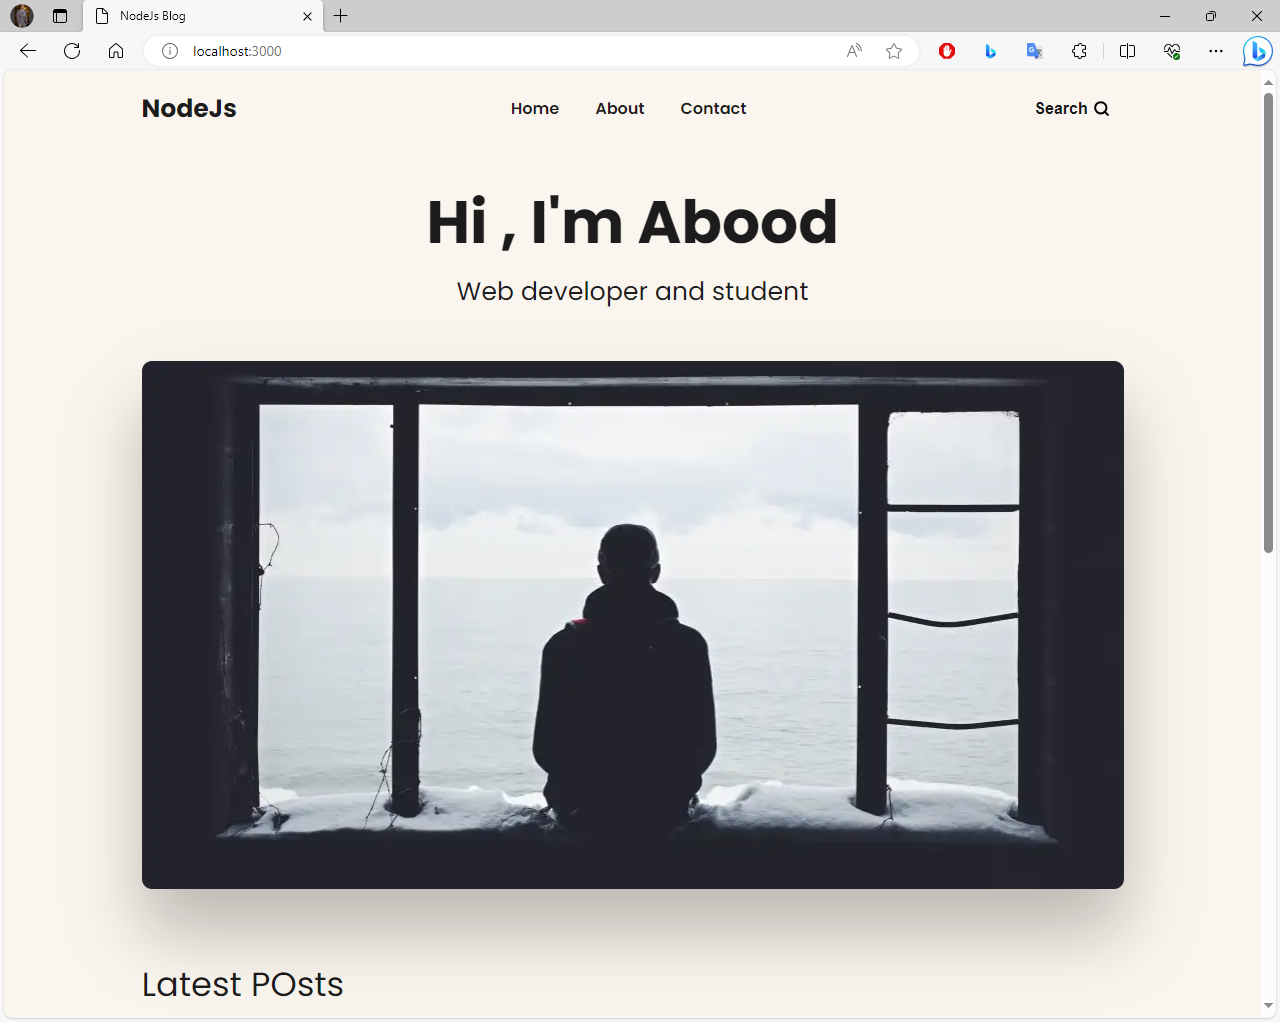 NodeJs Blog
localhost:3000
NodeJs
Home About Contact
Search
Hi , I'm Abood
Web developer and student
Latest POsts